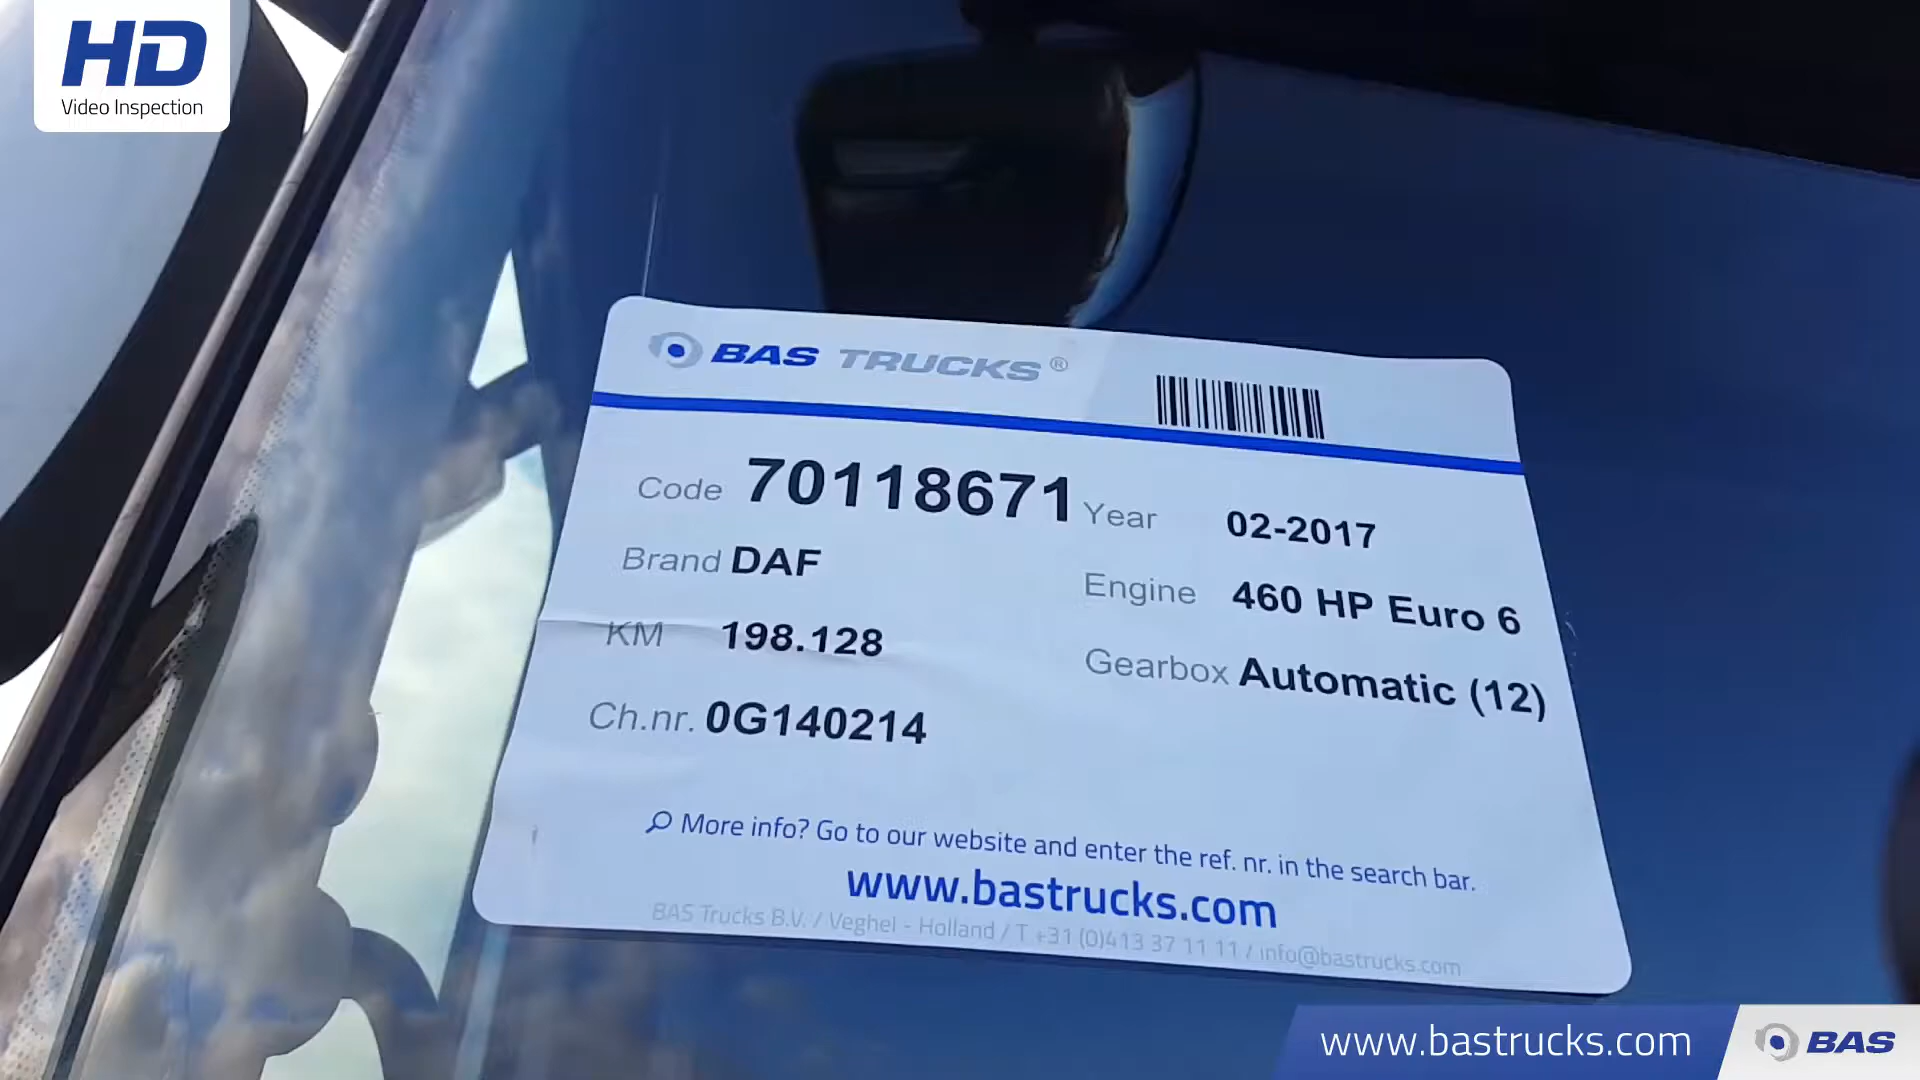 HD
Video Inspection
BAS TRUCKS®
Code 70118671 Year 02-2017
Brand DAF Engine 460 HP Euro 6
KM 198.128 Gearbox Automatic (12)
Ch.nr. 0G140214
More info? Go to our website and enter the ref. nr. in the search bar.
www.bastrucks.com
BAS Trucks B.V. / Veghel - Holland / T +31 (0)413 37 11 11 / info@bastrucks.com
www.bastrucks.com BAS